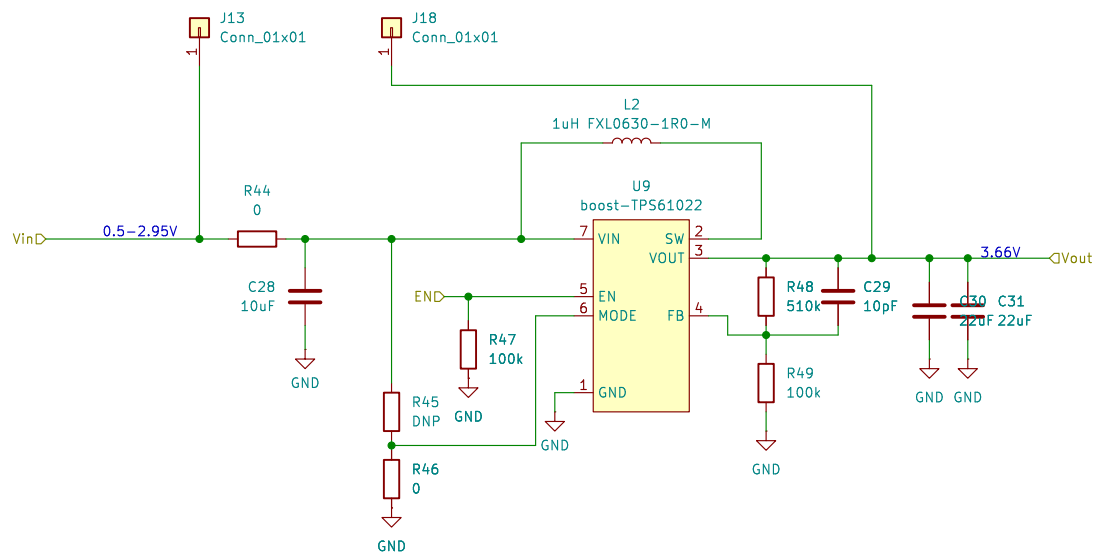 J13
Conn_01x01
1
J18
Conn_01x01
1
L2
1uH FXL0630-1R0-M
R44
0
U9
boost-TPS61022
Vin
0.5-2.95V
7
VIN
SW
2
VOUT
3
3.66V
Vout
C28
10uF
GND
EN
5
EN
6
MODE
FB
4
R48
510k
C29
10pF
C30
22uF
C31
22uF
R47
100k
GND
1
GND
GND
R49
100k
GND
GND
GND
R45
DNP
R46
0
GND